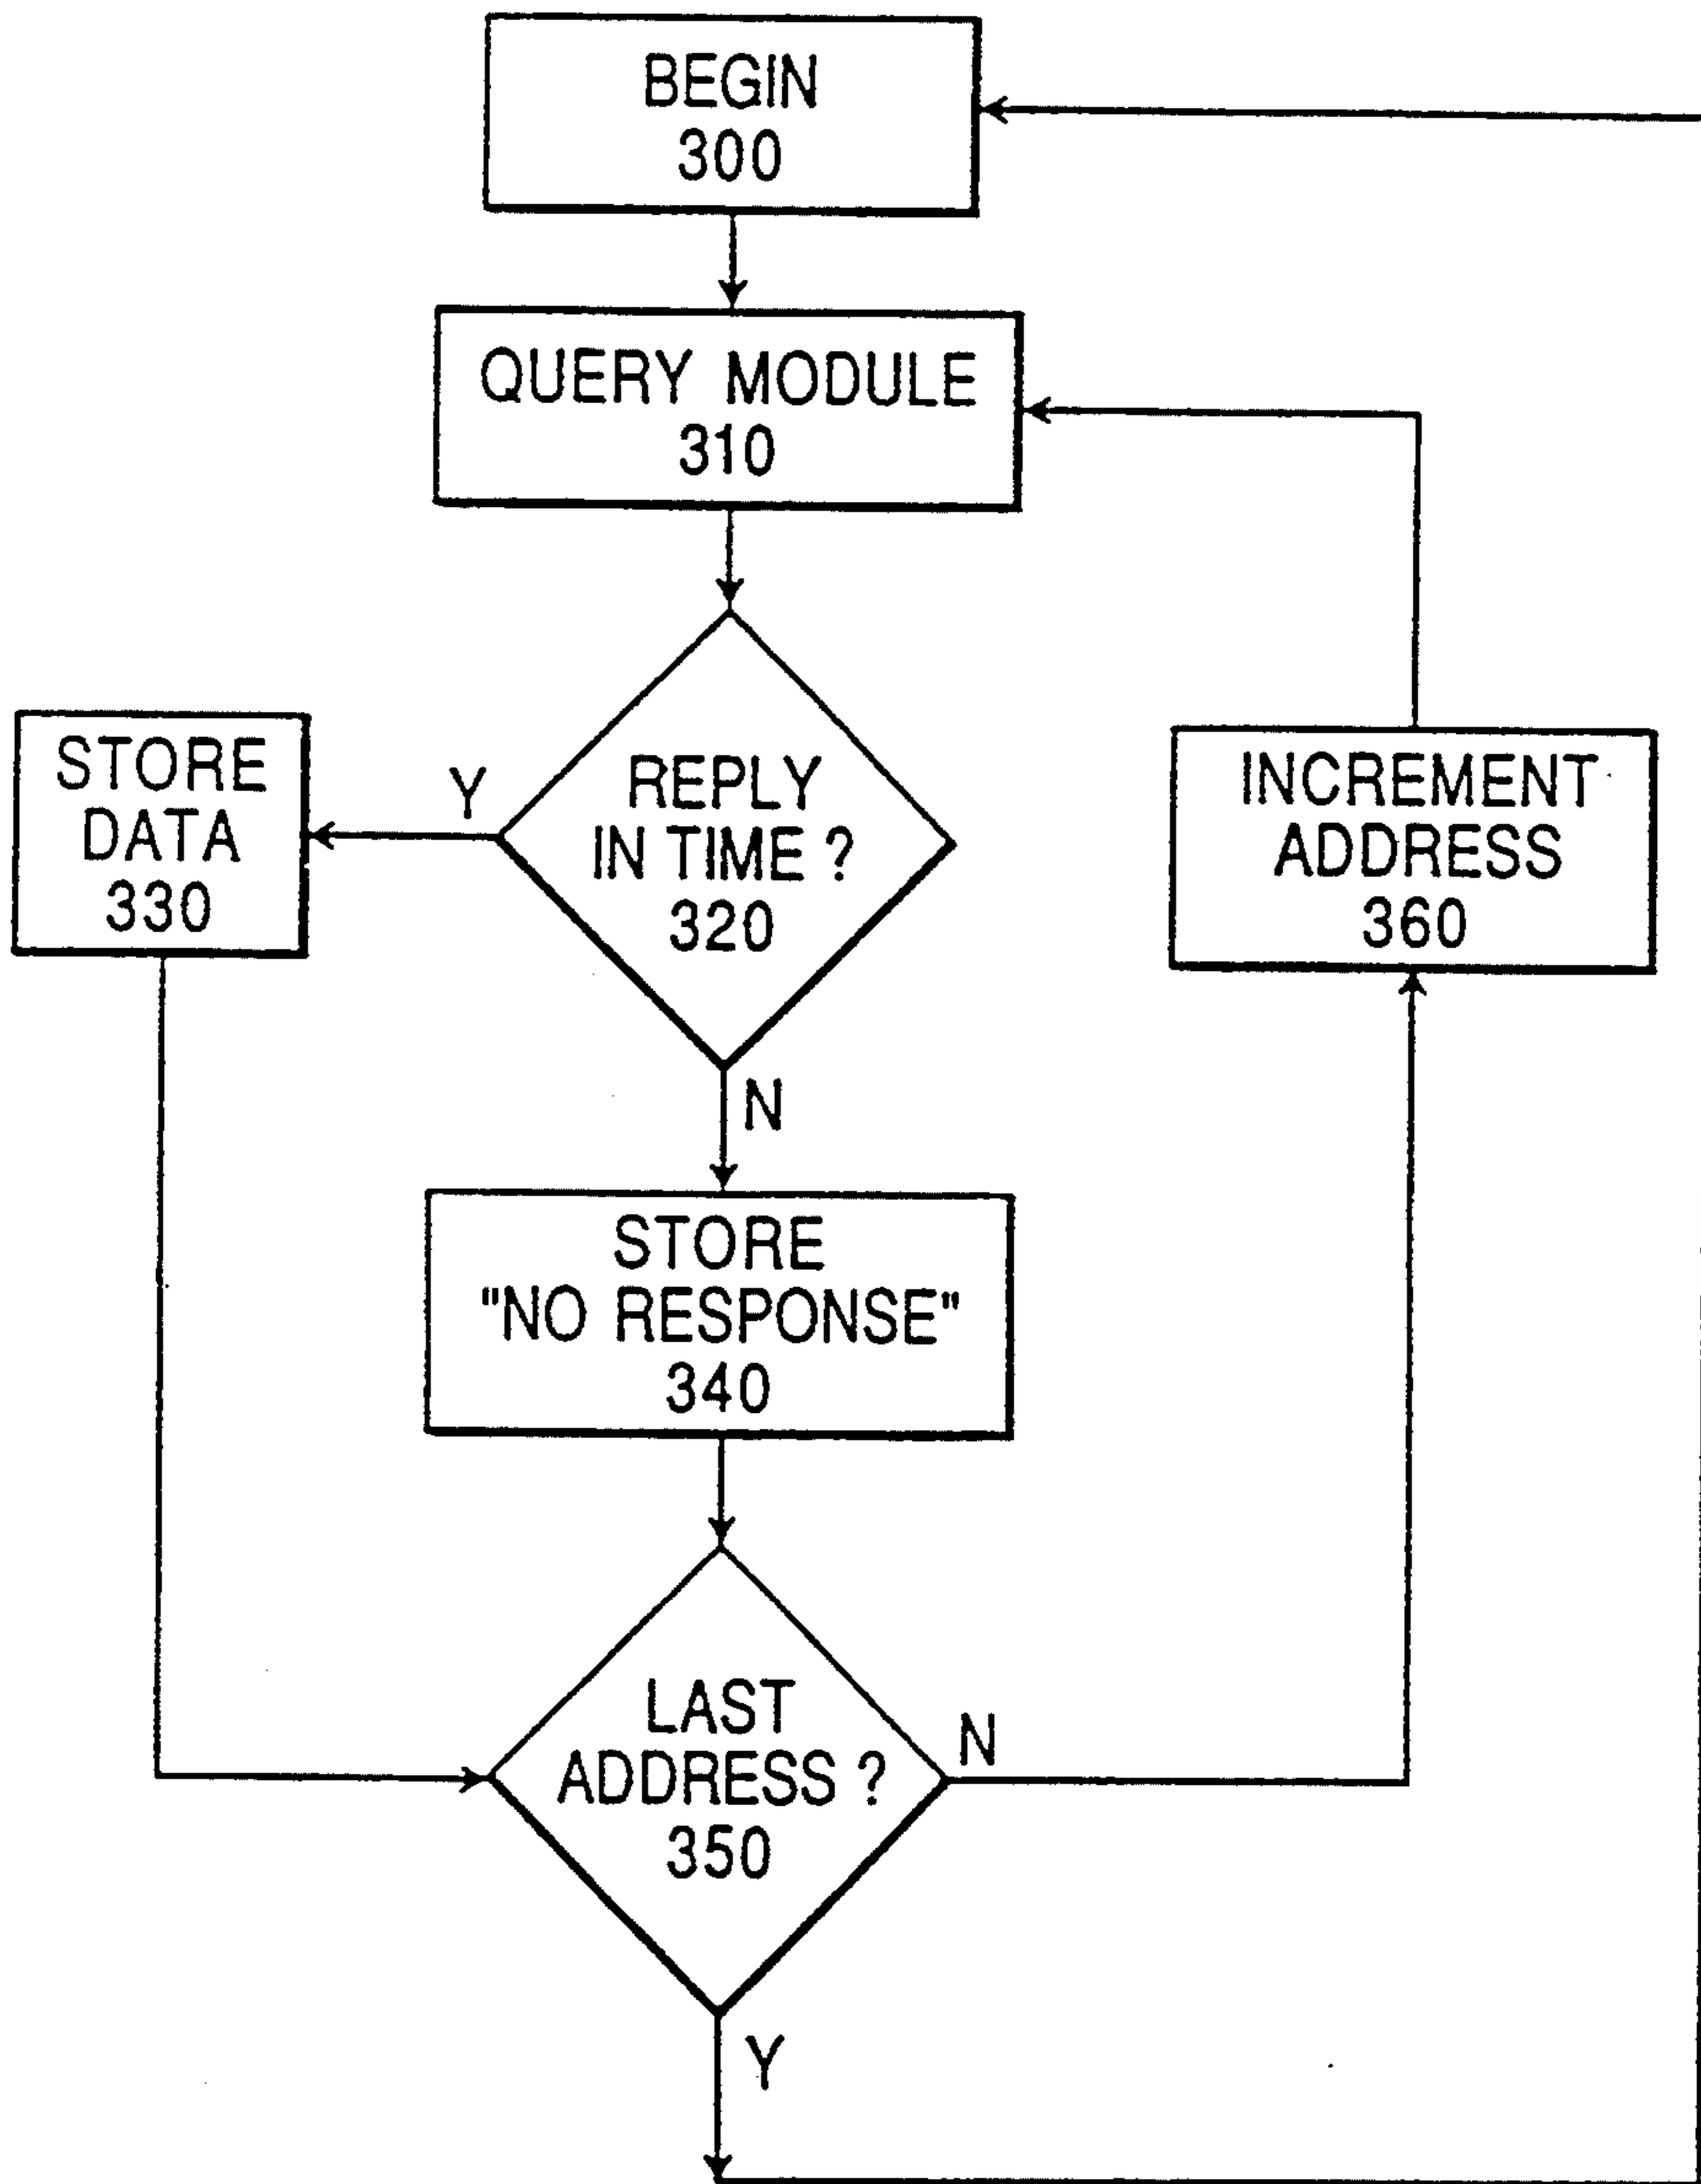 BEGIN
300
QUERY MODULE
310
REPLY
IN TIME ?
320
Y
N
STORE
DATA
330
INCREMENT
ADDRESS
360
STORE
"NO RESPONSE"
340
LAST
ADDRESS ?
350
N
Y